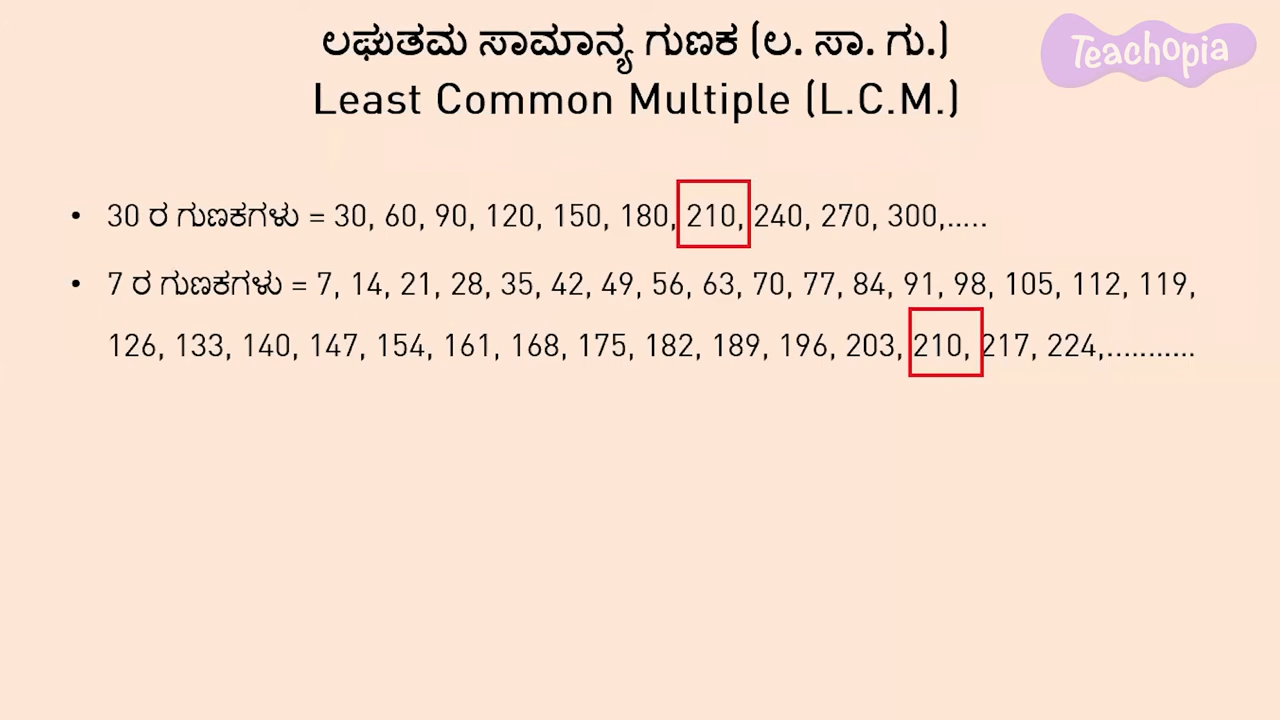 ಲಘುತಮ ಸಾಮಾನ್ಯ ಗುಣಕ (ಲ. ಸಾ. ಗು.)
Teachopia
Least Common Multiple (L.C.M.)
• 30 ರ ಗುಣಕಗಳು = 30, 60, 90, 120, 150, 180, 210, 240, 270, 300,.....
• 7 ರ ಗುಣಕಗಳು = 7, 14, 21, 28, 35, 42, 49, 56, 63, 70, 77, 84, 91, 98, 105, 112, 119,
126, 133, 140, 147, 154, 161, 168, 175, 182, 189, 196, 203, 210, 217, 224,...........